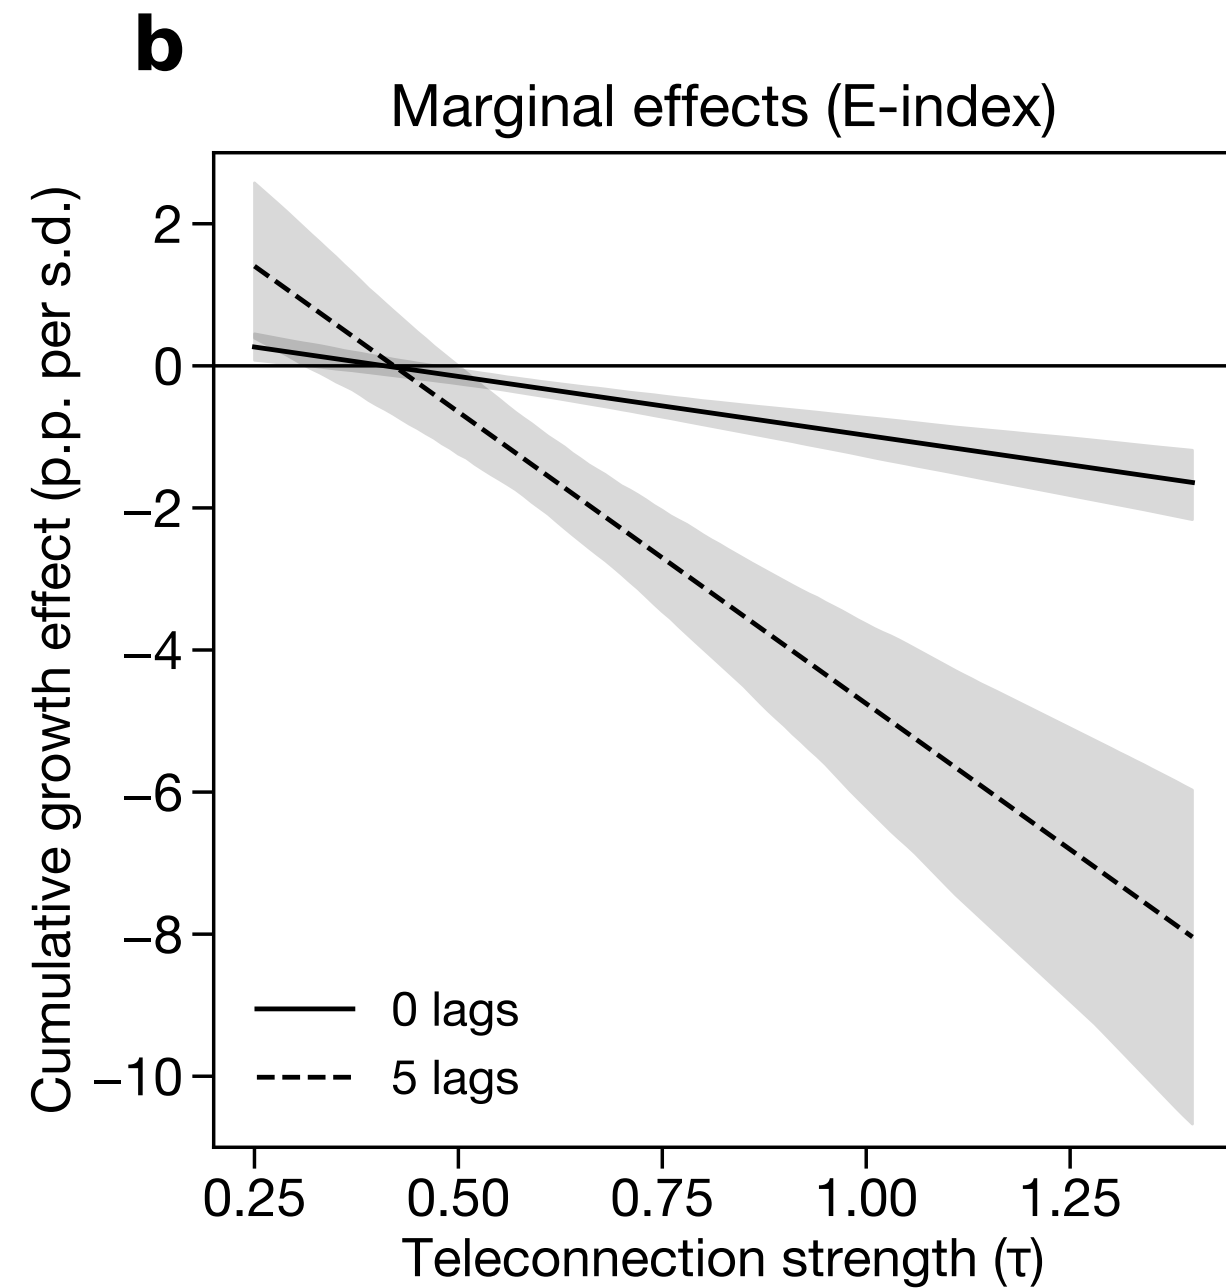 b
Marginal effects (E-index)
Cumulative growth effect (p.p. per s.d.)
2
0
−2
−4
−6
−8
−10
0 lags
5 lags
0.25 0.50 0.75 1.00 1.25
Teleconnection strength (τ)